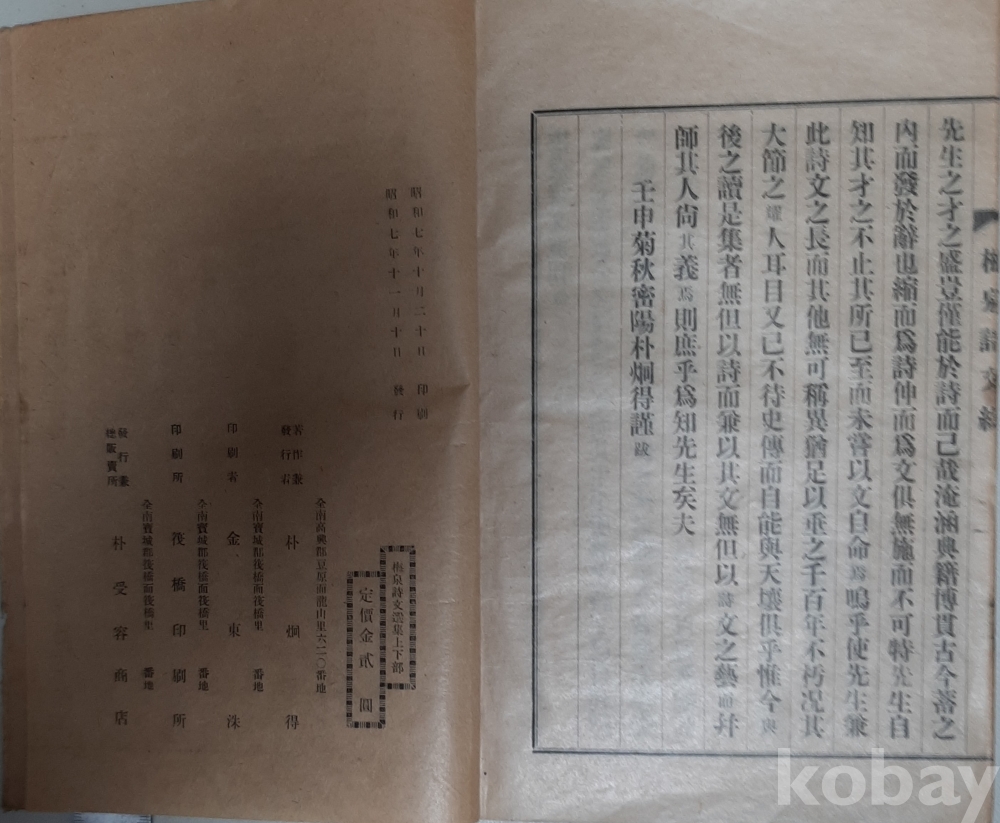 梅泉詩文
先生之才之盛豈僅能於詩而已哉淹涵典籍博貫古今蓄之
內而發於辭也縮而爲詩伸而爲文俱無施而不可特先生自
知其才之不止其所已至而未嘗以文自命爲嗚乎使先生兼
此詩文之長而其他無可稱異猶足以重之千百年不朽況其
大節之耀人耳目又已不待史傳而自能與天壤俱乎惟今與
後之讀是集者無但以詩而兼以其文無但以詩文之藝而幷
師其人尙其義焉則庶乎爲知先生矣夫
壬申菊秋密陽朴炯得謹跋
昭和七年十月二十日 印刷
昭和七年十一月十日 發行
梅泉詩文選集上下部
定價金貳圓
全南高興郡豆原面龍山里六二〇番地
著作兼發行者 朴炯得
全南寶城郡筏橋面筏橋里 番地
印刷者 金東洙
全南寶城郡筏橋面筏橋里 番地
印刷所 筏橋印刷所
全南寶城郡筏橋面筏橋里 番地
發行兼總販賣所 朴受容商店
kobay